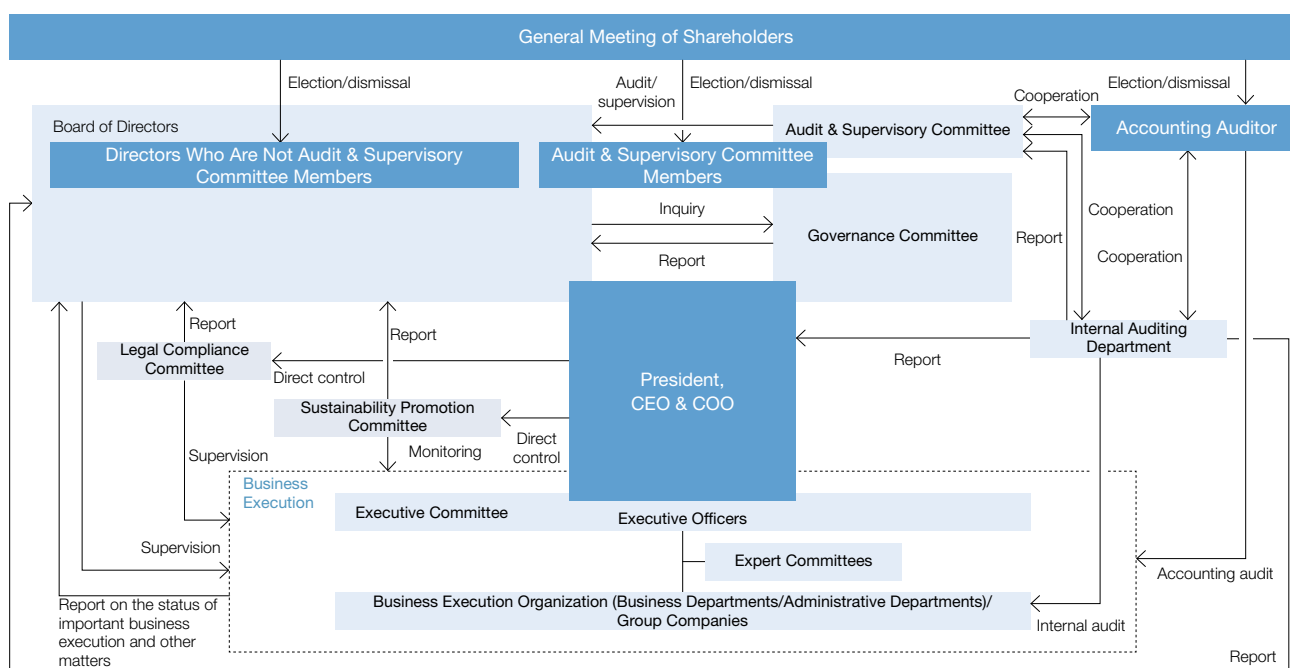 General Meeting of Shareholders
Election/dismissal
Audit/
supervision
Election/dismissal
Election/dismissal
Cooperation
Board of Directors
Audit & Supervisory Committee
Accounting Auditor
Directors Who Are Not Audit & Supervisory
Committee Members
Audit & Supervisory Committee
Members
Inquiry
Governance Committee
Report
Cooperation
Report
Cooperation
Report
Report
Internal Auditing
Department
Legal Compliance
Committee
Direct control
Report
President,
CEO & COO
Sustainability Promotion
Committee
Direct
control
Monitoring
Supervision
Business
Execution
Executive Committee
Executive Officers
Supervision
Expert Committees
Accounting audit
Report on the status of
important business
execution and other
matters
Business Execution Organization (Business Departments/Administrative Departments)/
Group Companies
Internal audit
Report